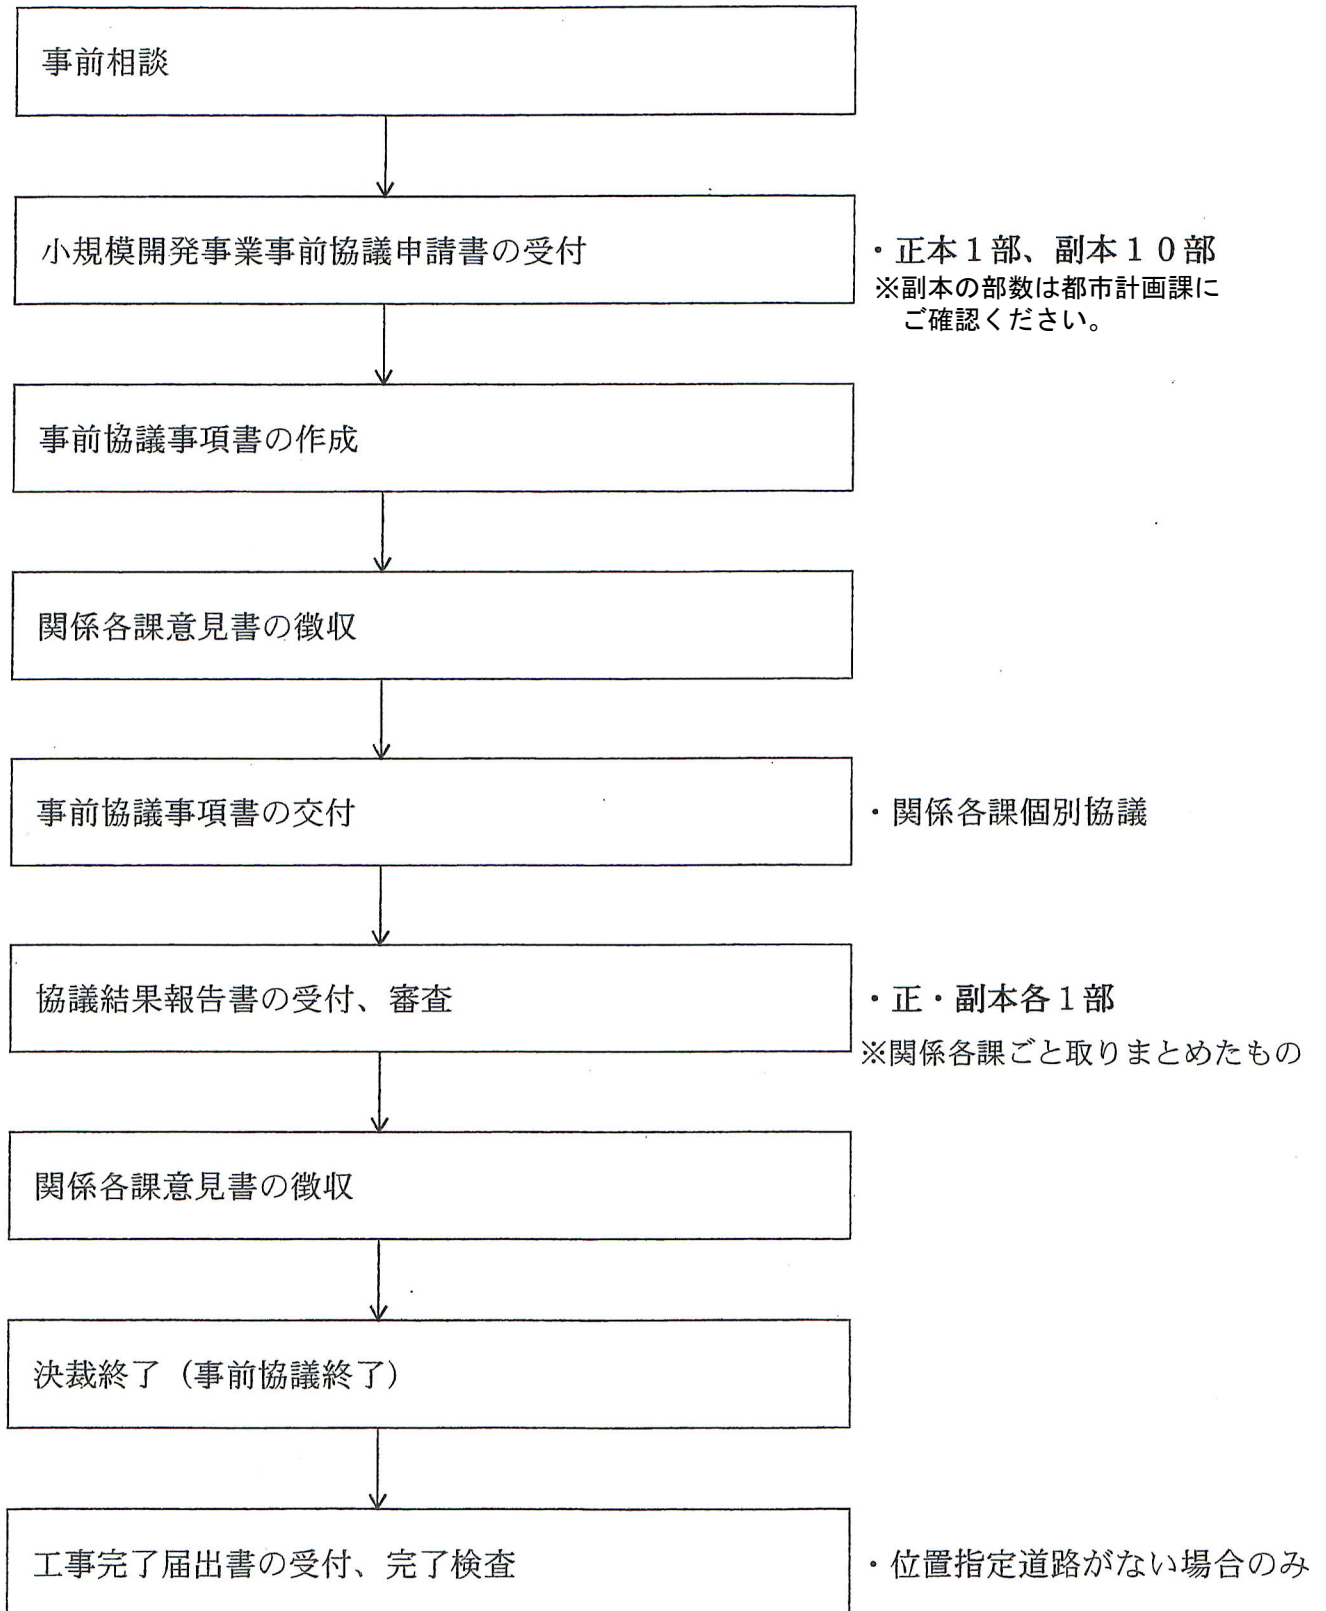 事前相談
小規模開発事業事前協議申請書の受付
・正本１部、副本１０部
※副本の部数は都市計画課に
ご確認ください。
事前協議事項書の作成
関係各課意見書の徴収
事前協議事項書の交付
・関係各課個別協議
協議結果報告書の受付、審査
・正・副本各１部
※関係各課ごと取りまとめたもの
関係各課意見書の徴収
決裁終了（事前協議終了）
工事完了届出書の受付、完了検査
・位置指定道路がない場合のみ